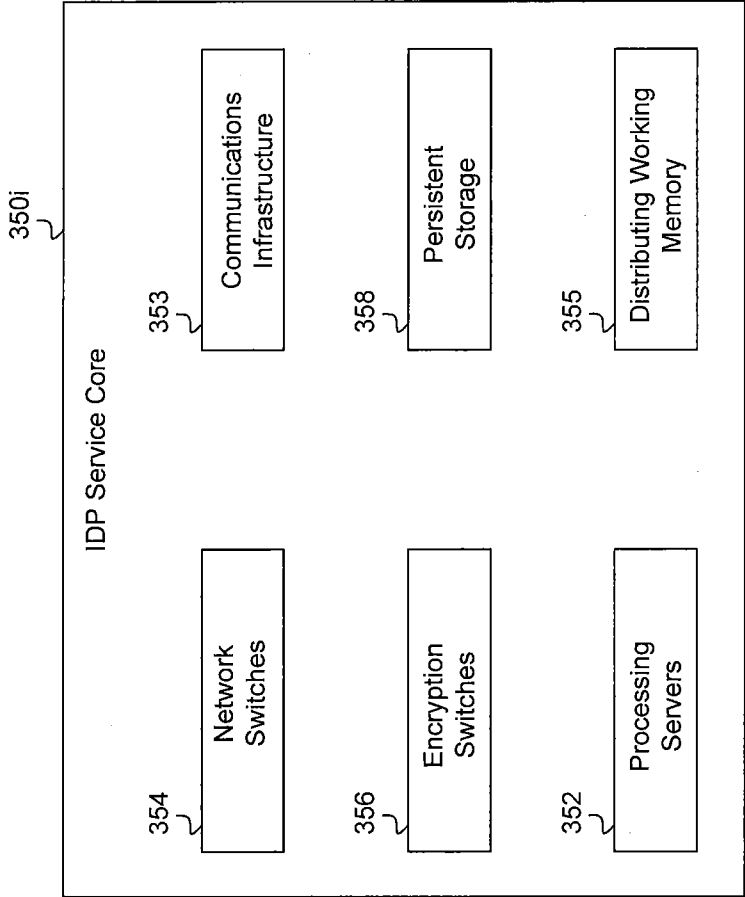 350i
IDP Service Core
354
Network
Switches
353
Communications
Infrastructure
356
Encryption
Switches
358
Persistent
Storage
352
Processing
Servers
355
Distributing Working
Memory